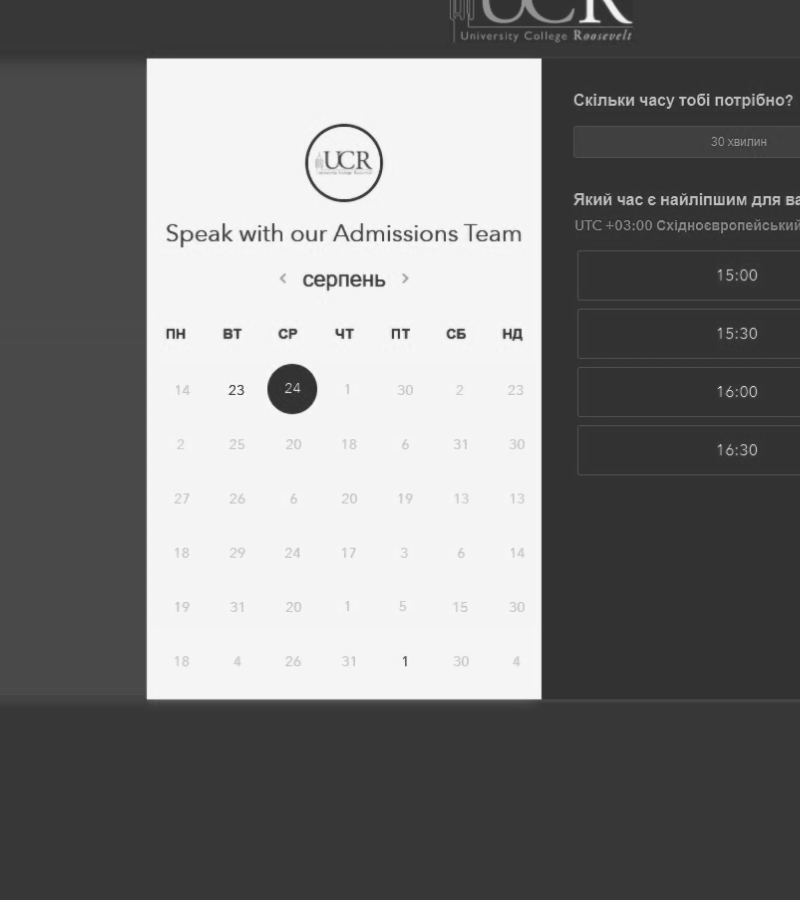 UCR
University College Roosevelt
UCR
Speak with our Admissions Team
< серпень >
ПН ВТ СР ЧТ ПТ СБ НД
14 23 24 1 30 2 23
2 25 20 18 6 31 30
27 26 6 20 19 13 13
18 29 24 17 3 6 14
19 31 20 1 5 15 30
18 4 26 31 1 30 4
Скільки часу тобі потрібно?
30 хвилин
Який час є найліпшим для ва
UTC +03:00 Східноєвропейський
15:00
15:30
16:00
16:30